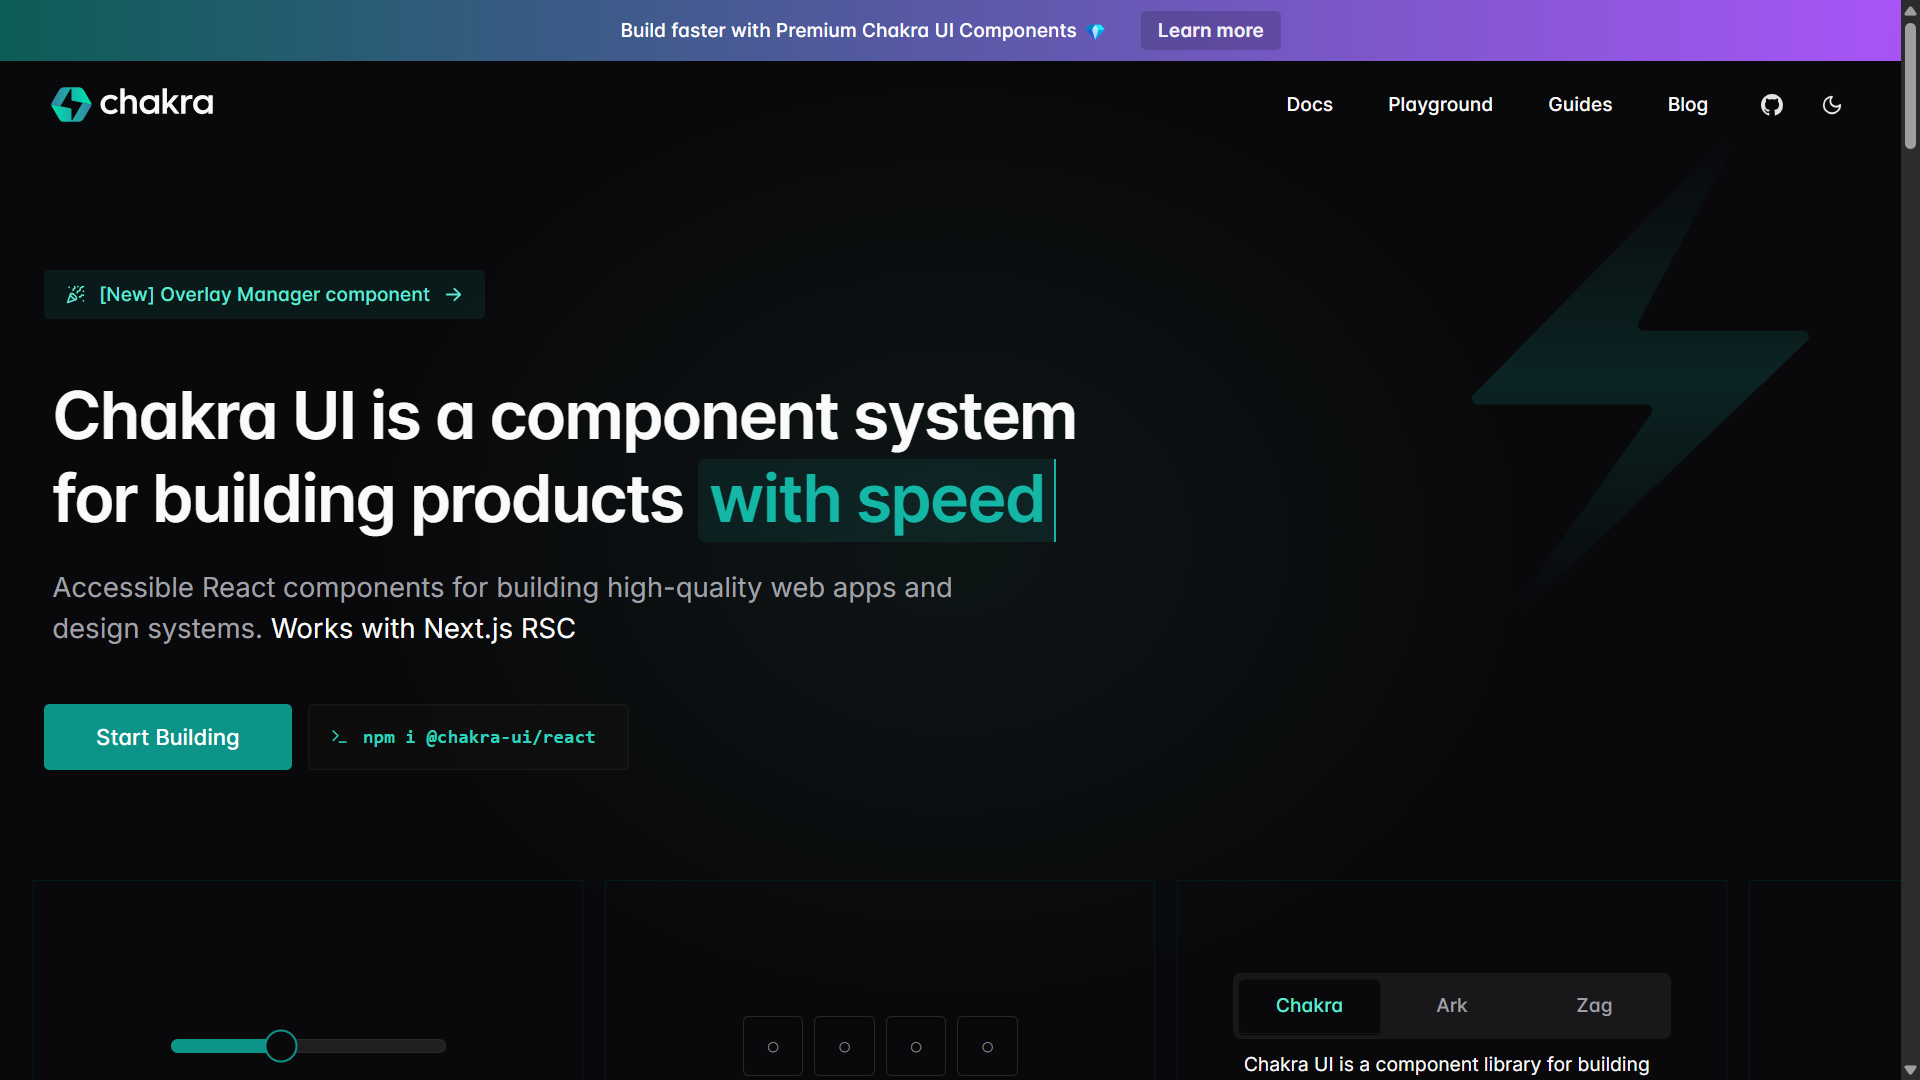 Build faster with Premium Chakra UI Components 💎 Learn more
chakra
Docs Playground Guides Blog
[New] Overlay Manager component →
Chakra UI is a component system
for building products with speed
Accessible React components for building high-quality web apps and
design systems. Works with Next.js RSC
Start Building
>_ npm i @chakra-ui/react
Chakra Ark Zag
Chakra UI is a component library for building